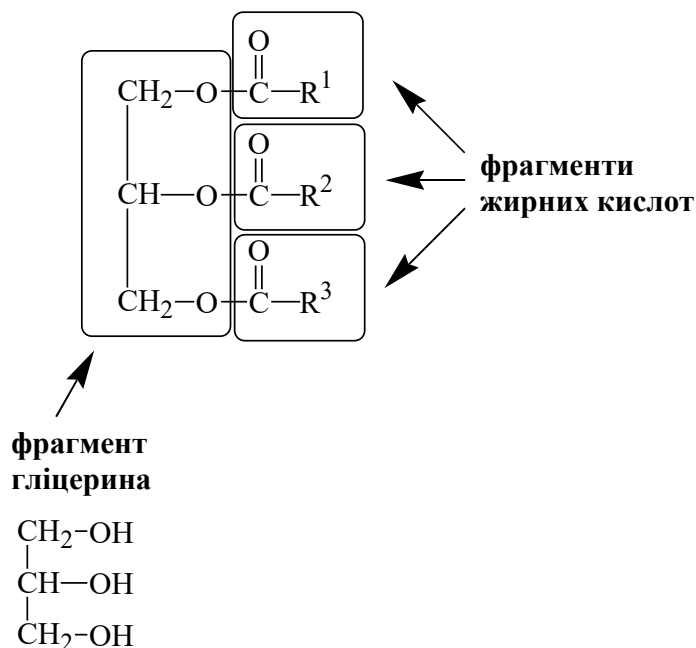 O
CH₂–O–C–R¹
O
CH–O–C–R²
O
CH₂–O–C–R³
фрагменти
жирних кислот
фрагмент
гліцерина
CH₂–OH
CH–OH
CH₂–OH